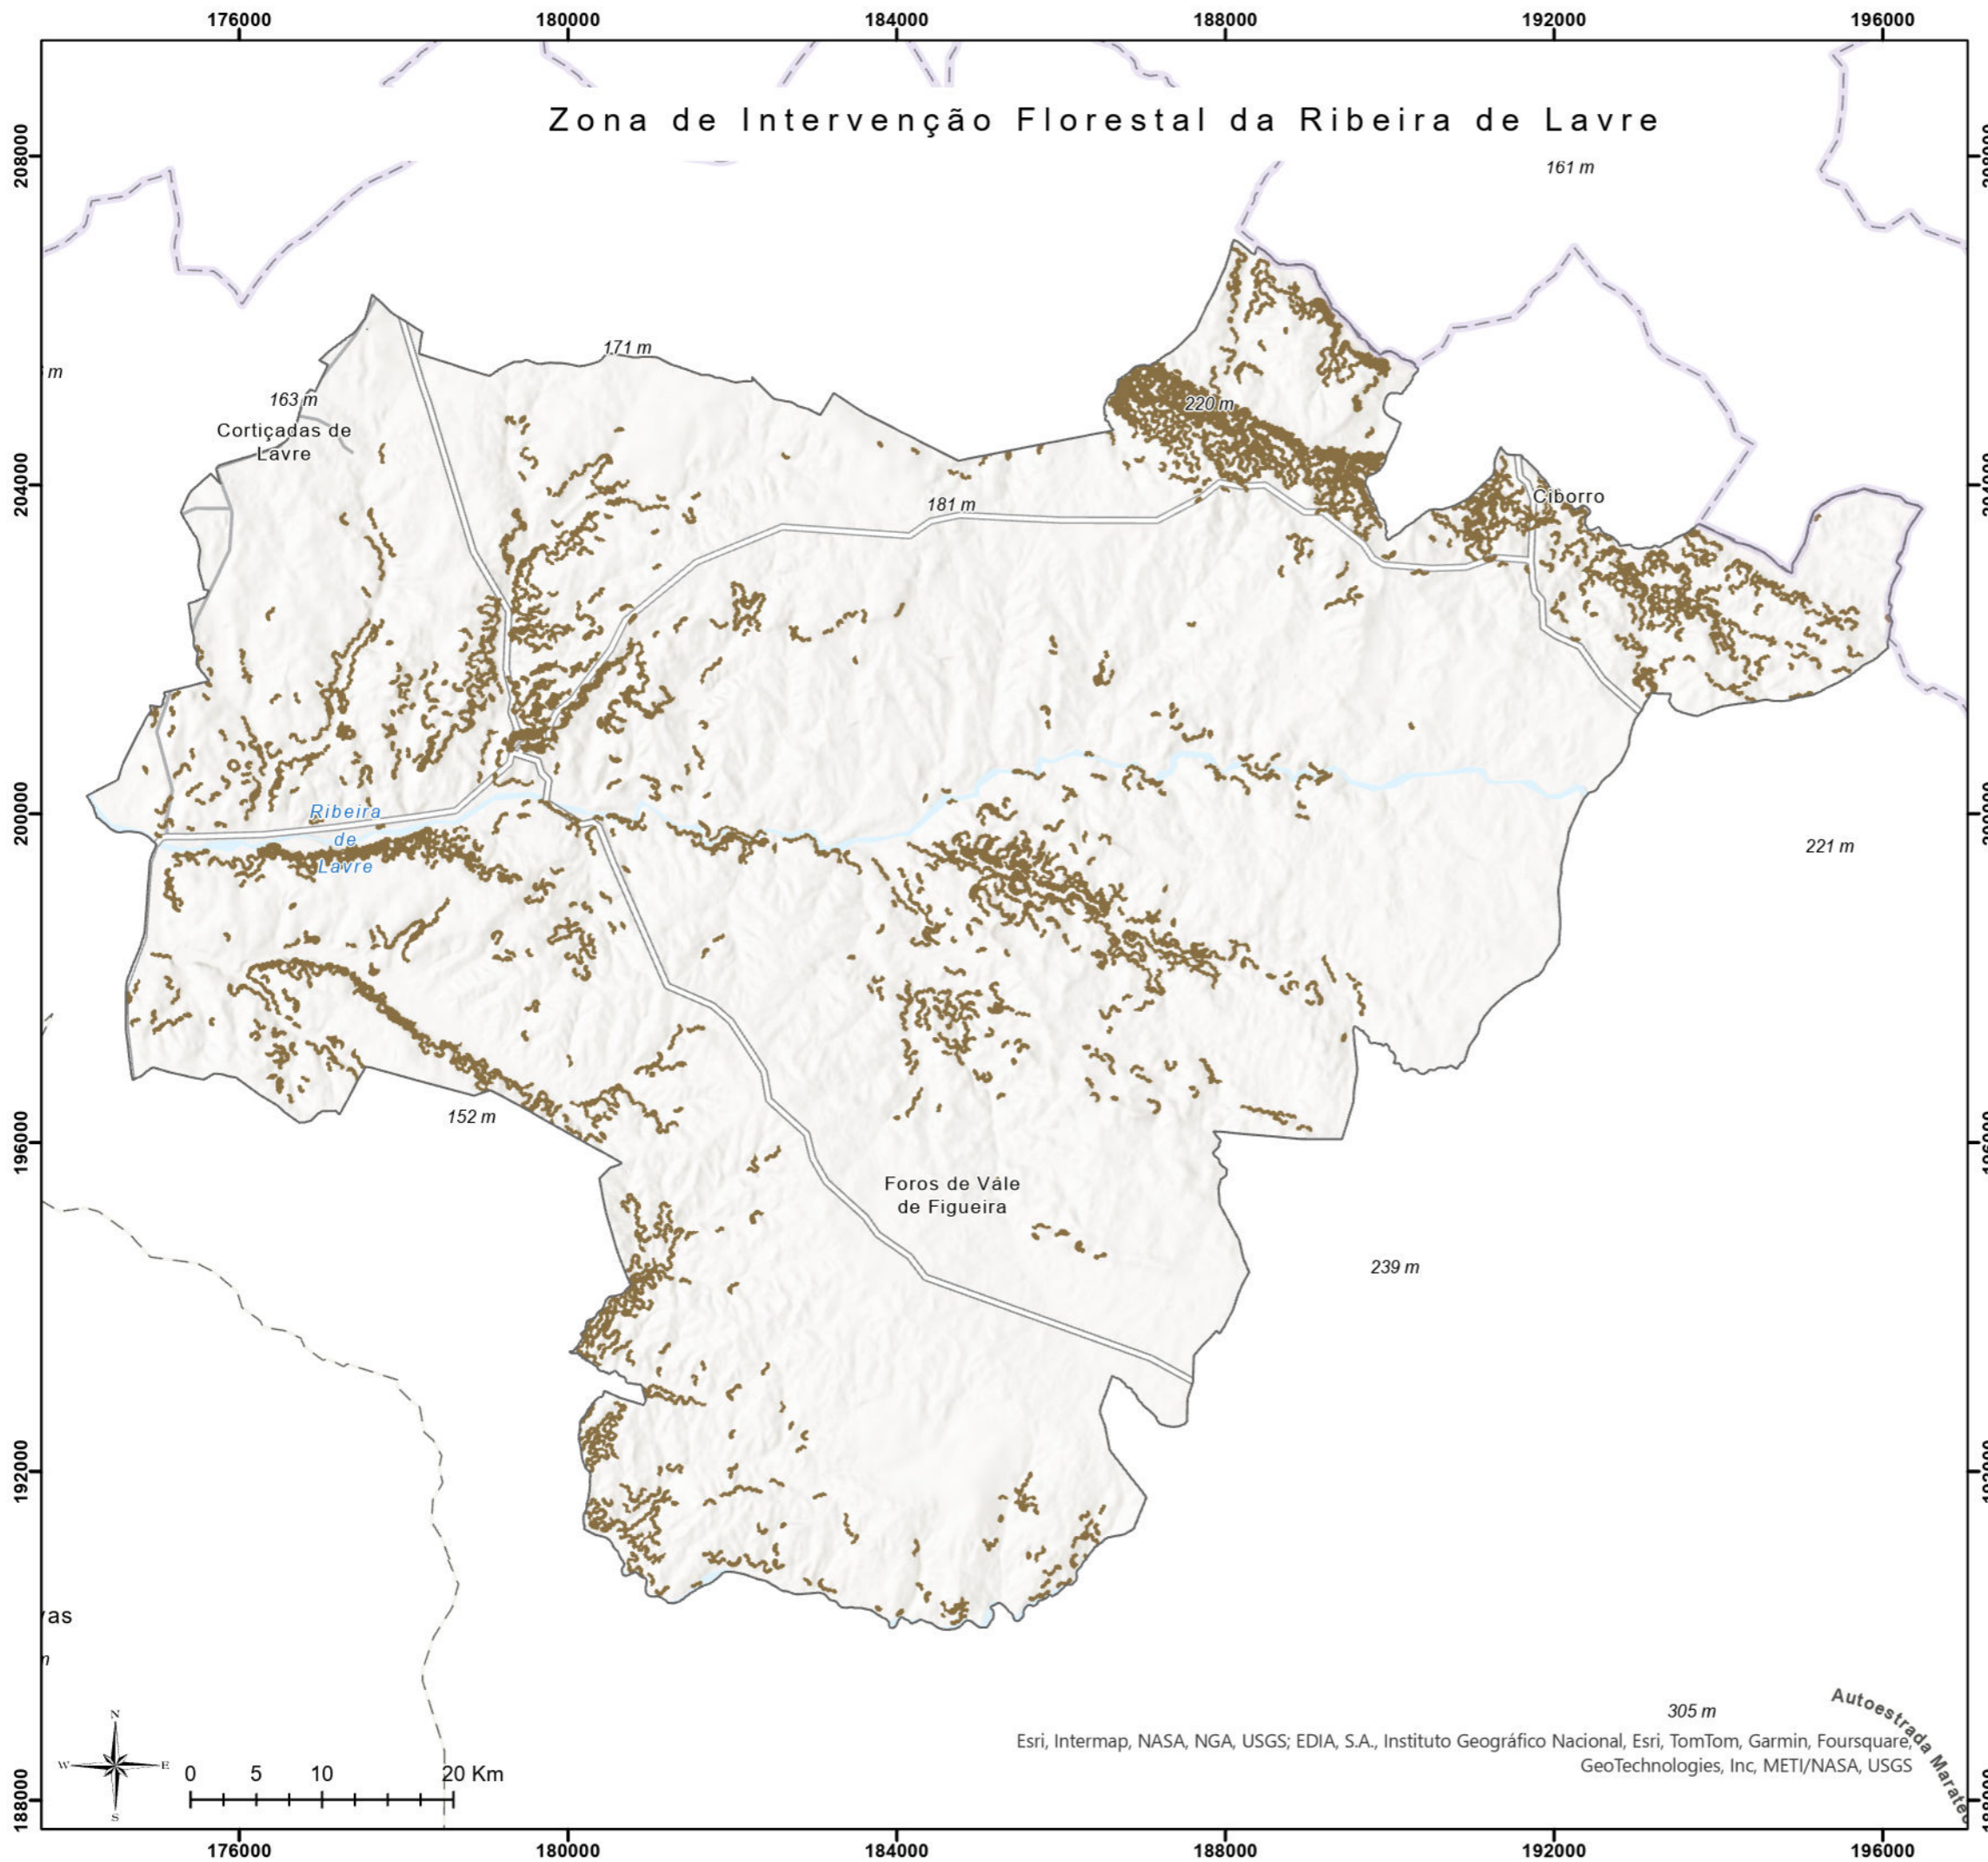 176000
180000
184000
188000
192000
196000
Zona de Intervenção Florestal da Ribeira de Lavre
208000
161 m
171 m
m
163 m
220 m
Cortiçadas de
Lavre
204000
181 m
Ciborro
200000
Ribeira
de
Lavre
221 m
196000
152 m
Foros de Vále
de Figueira
239 m
192000
as
305 m
Autoestrada
Esri, Intermap, NASA, NGA, USGS; EDIA, S.A., Instituto Geográfico Nacional, Esri, TomTom, Garmin, Foursquare,
GeoTechnologies, Inc, METI/NASA, USGS
N
W
E
S
0
5
10
20 Km
188000
176000
180000
184000
188000
192000
196000